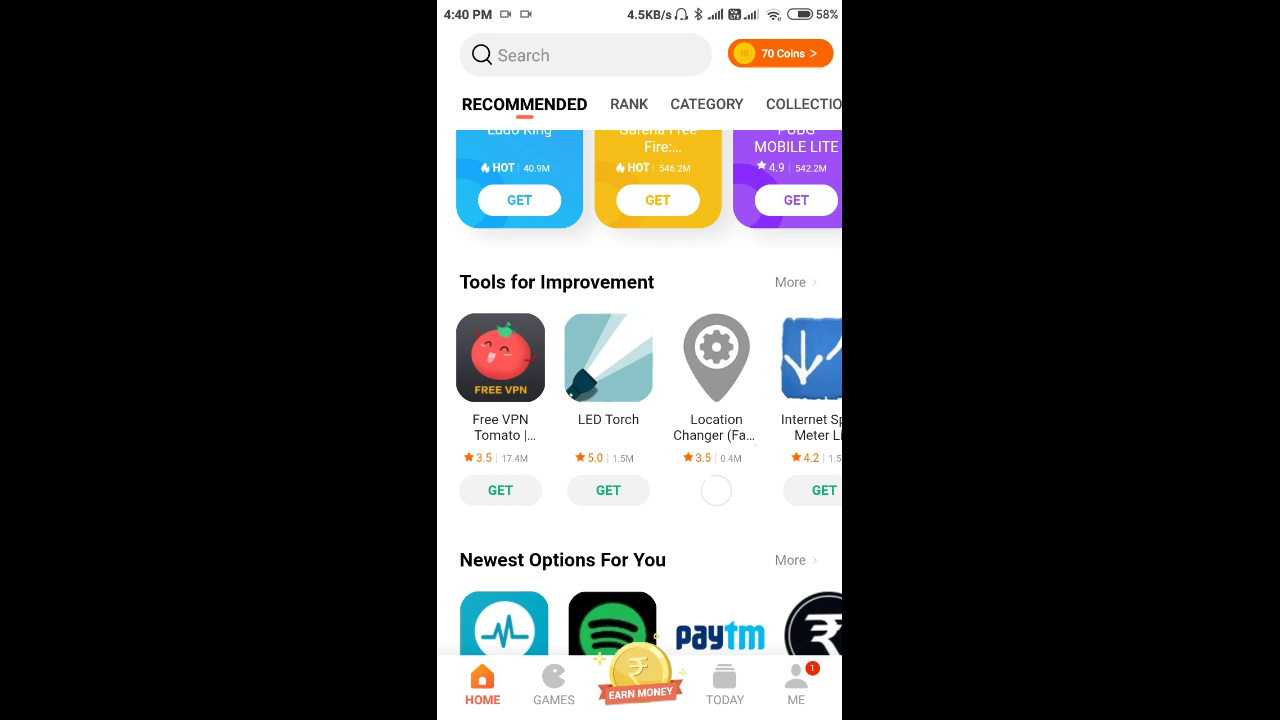 4:40 PM 4.5KB/s Vo LTE 58%
Search 70 Coins >
RECOMMENDED RANK CATEGORY COLLECTIO
Ludo King Garena Free PUBG
Fire:... MOBILE LITE
HOT | 40.9M HOT | 546.2M 4.9 | 542.2M
GET GET GET
Tools for Improvement More
FREE VPN
Free VPN LED Torch Location Internet Sp
Tomato |... Changer (Fa... Meter Li
3.5 | 17.4M 5.0 | 1.5M 3.5 | 0.4M 4.2 | 1.5
GET GET GET
Newest Options For You More
paytm
₹ ₹
EARN MONEY
1
HOME GAMES TODAY ME